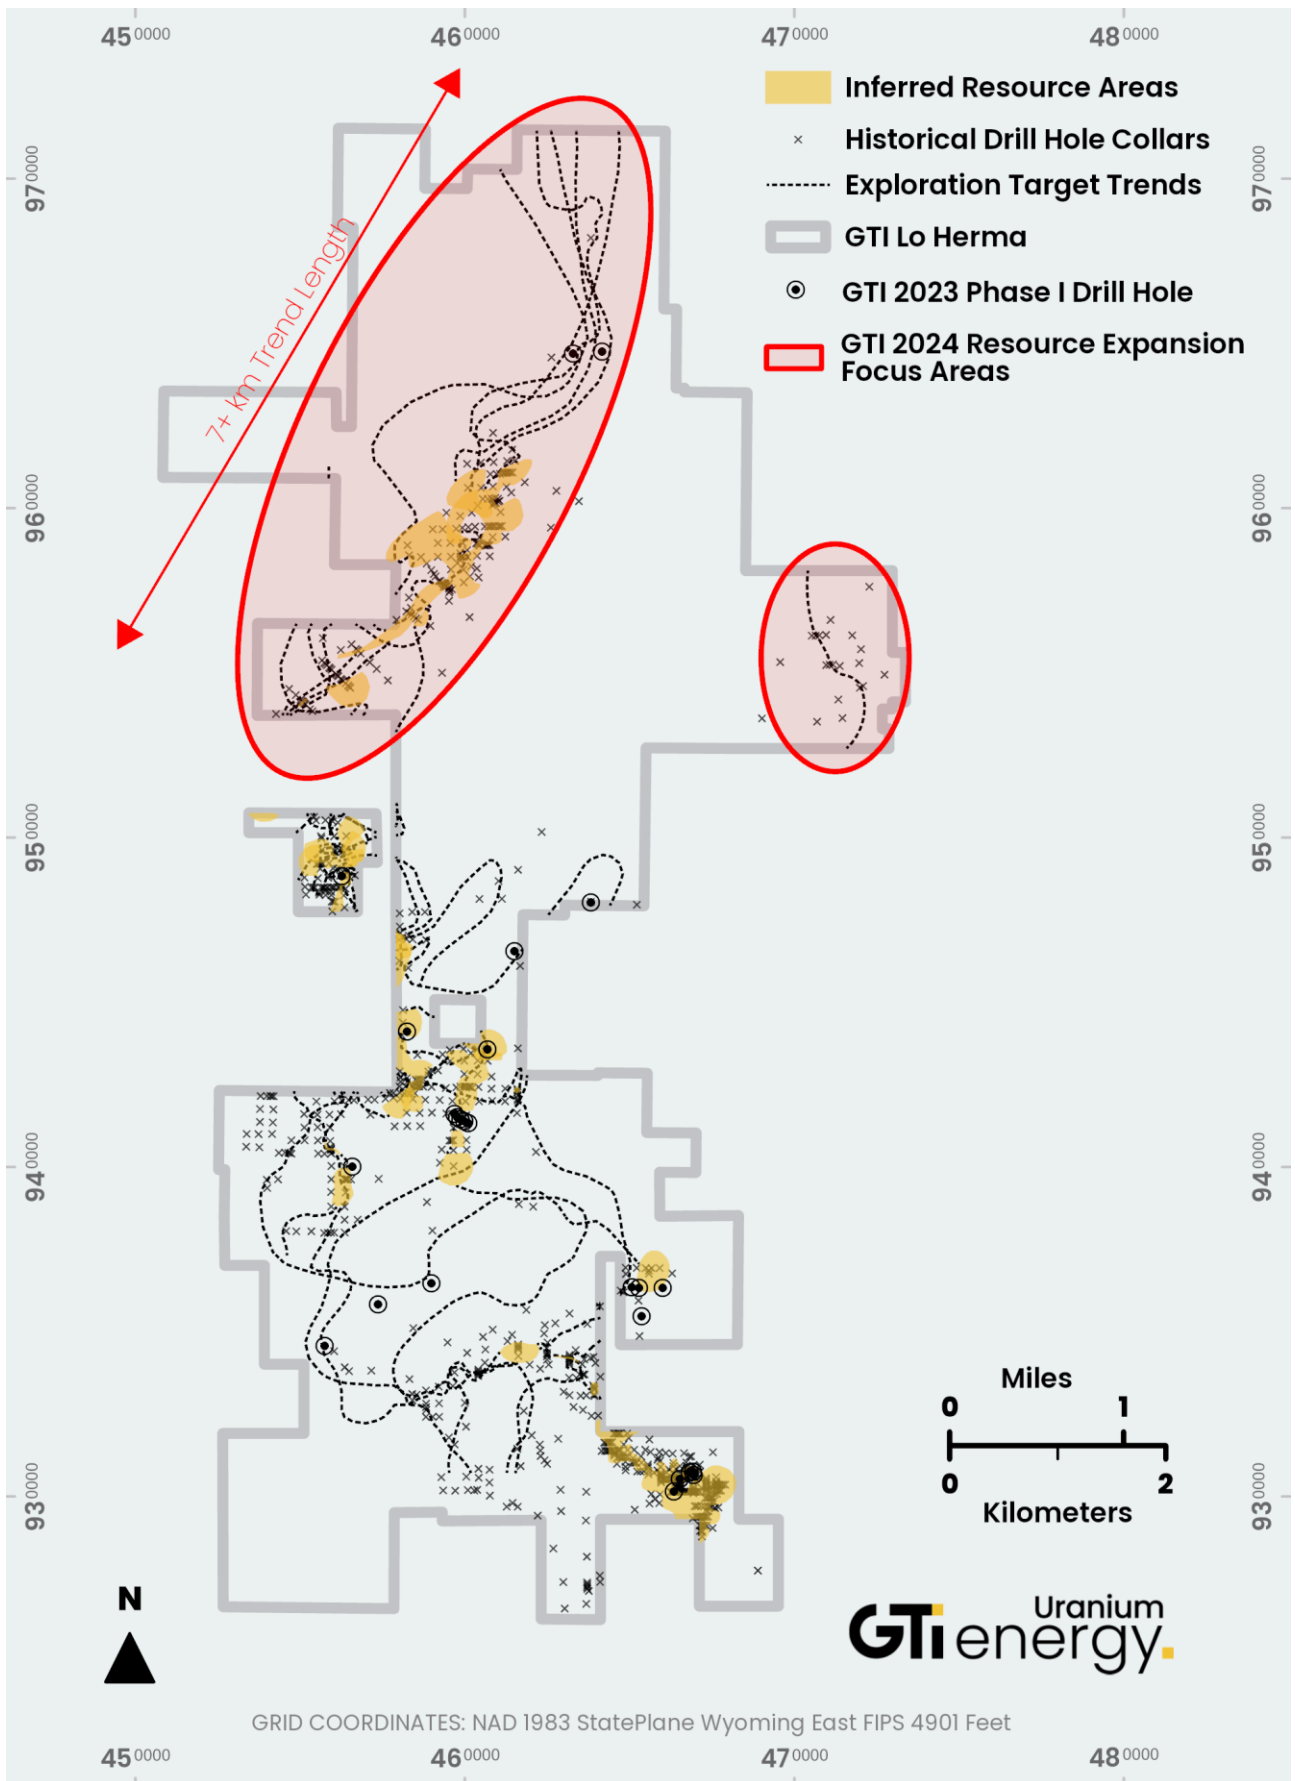 450000 460000 470000 480000
Inferred Resource Areas
Historical Drill Hole Collars
Exploration Target Trends
GTI Lo Herma
GTI 2023 Phase I Drill Hole
GTI 2024 Resource Expansion
Focus Areas
7+ km Trend Length
970000 970000
960000 960000
950000 950000
940000 940000
930000 930000
Miles
0 1
0 2
Kilometers
N
GTi Uranium
energy.
GRID COORDINATES: NAD 1983 StatePlane Wyoming East FIPS 4901 Feet
450000 460000 470000 480000